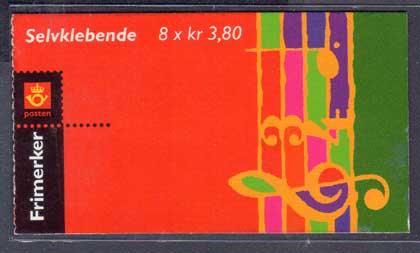 Selvklebende 8 x kr 3,80
posten
Frimerker